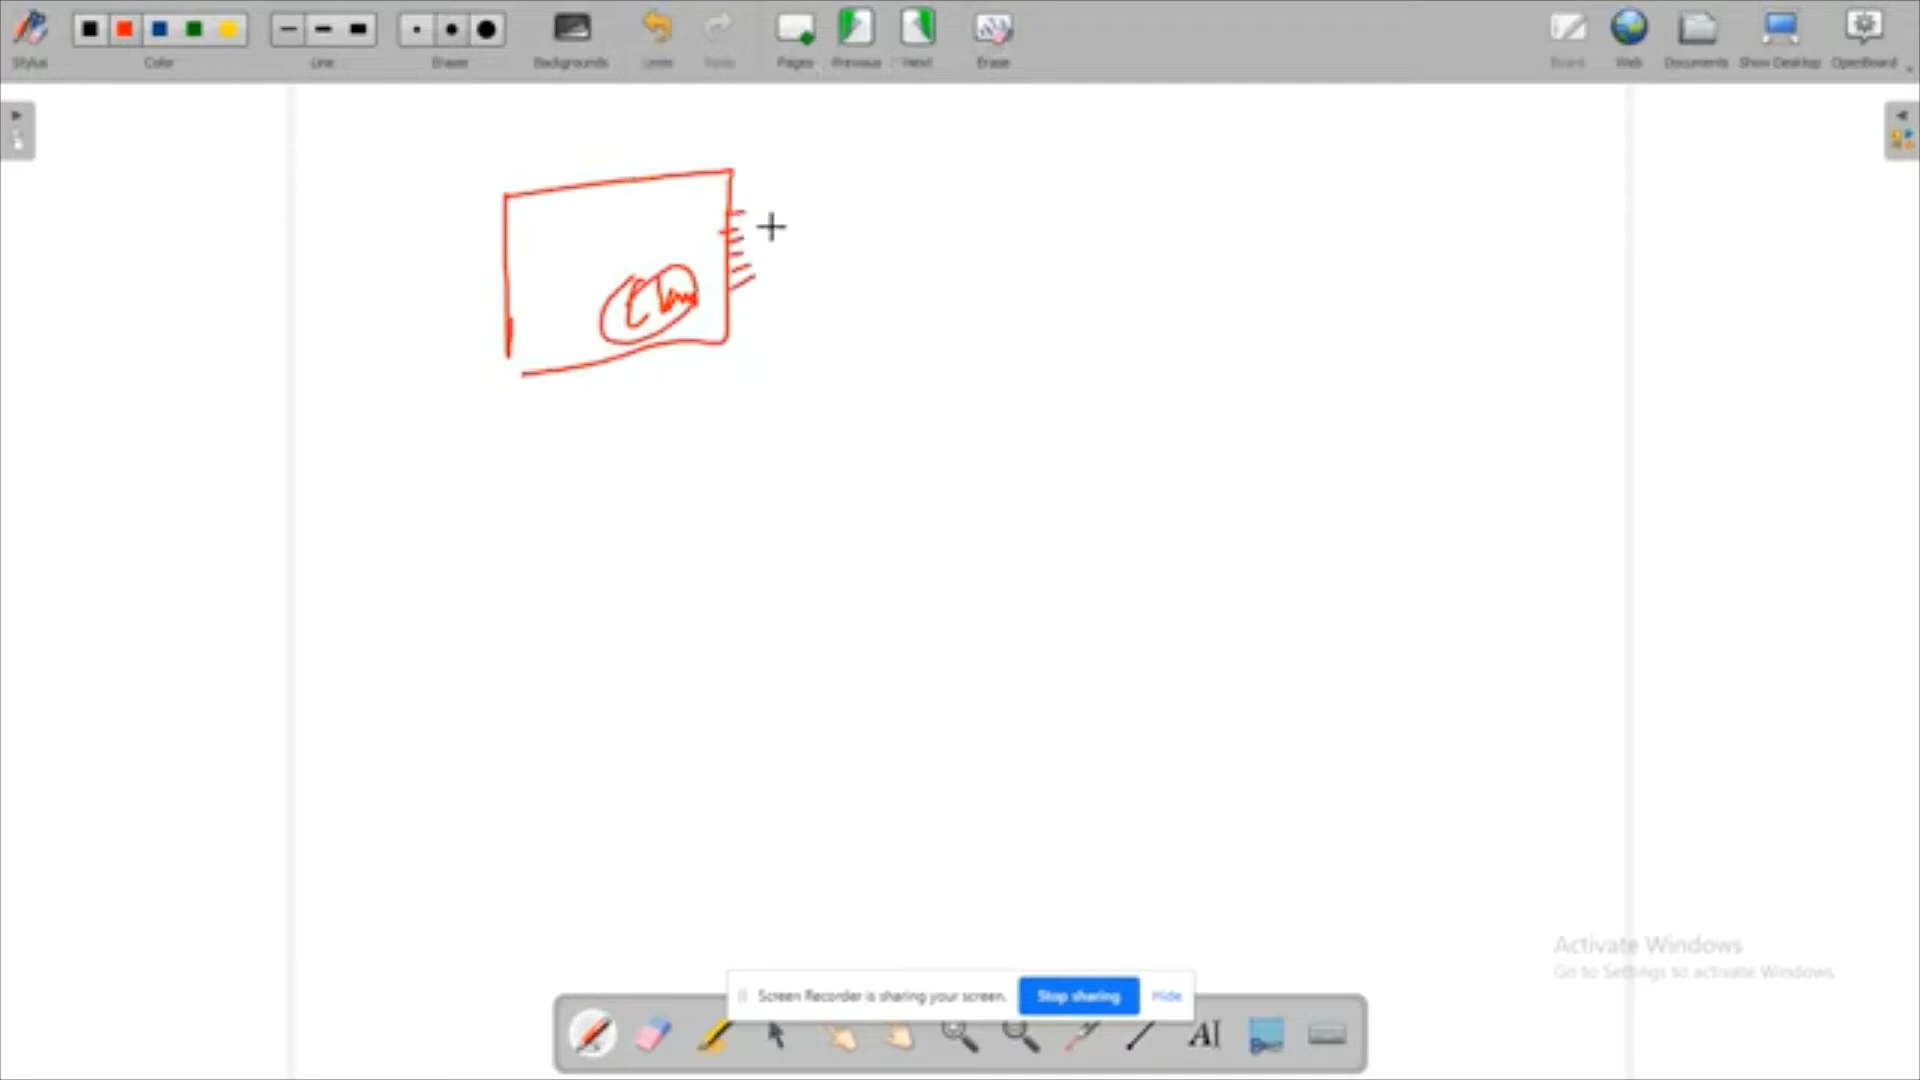 Stylus
Color
Line
Eraser
Backgrounds
Undo
Redo
Pages
Previous
Next
Erase
Board
Web
Documents
Show Desktop
OpenBoard
Activate Windows
Go to Settings to activate Windows.
Screen Recorder is sharing your screen.
Stop sharing
Hide
AI